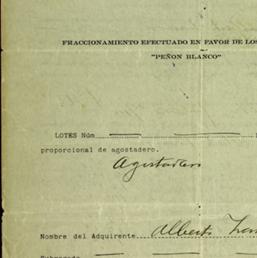 FRACCIONAMIENTO EFECTUADO EN FAVOR DE LOS
"PEÑON BLANCO"
LOTES Núm
proporcional de agostadero.
Agostadero
Nombre del Adquirente Alberto